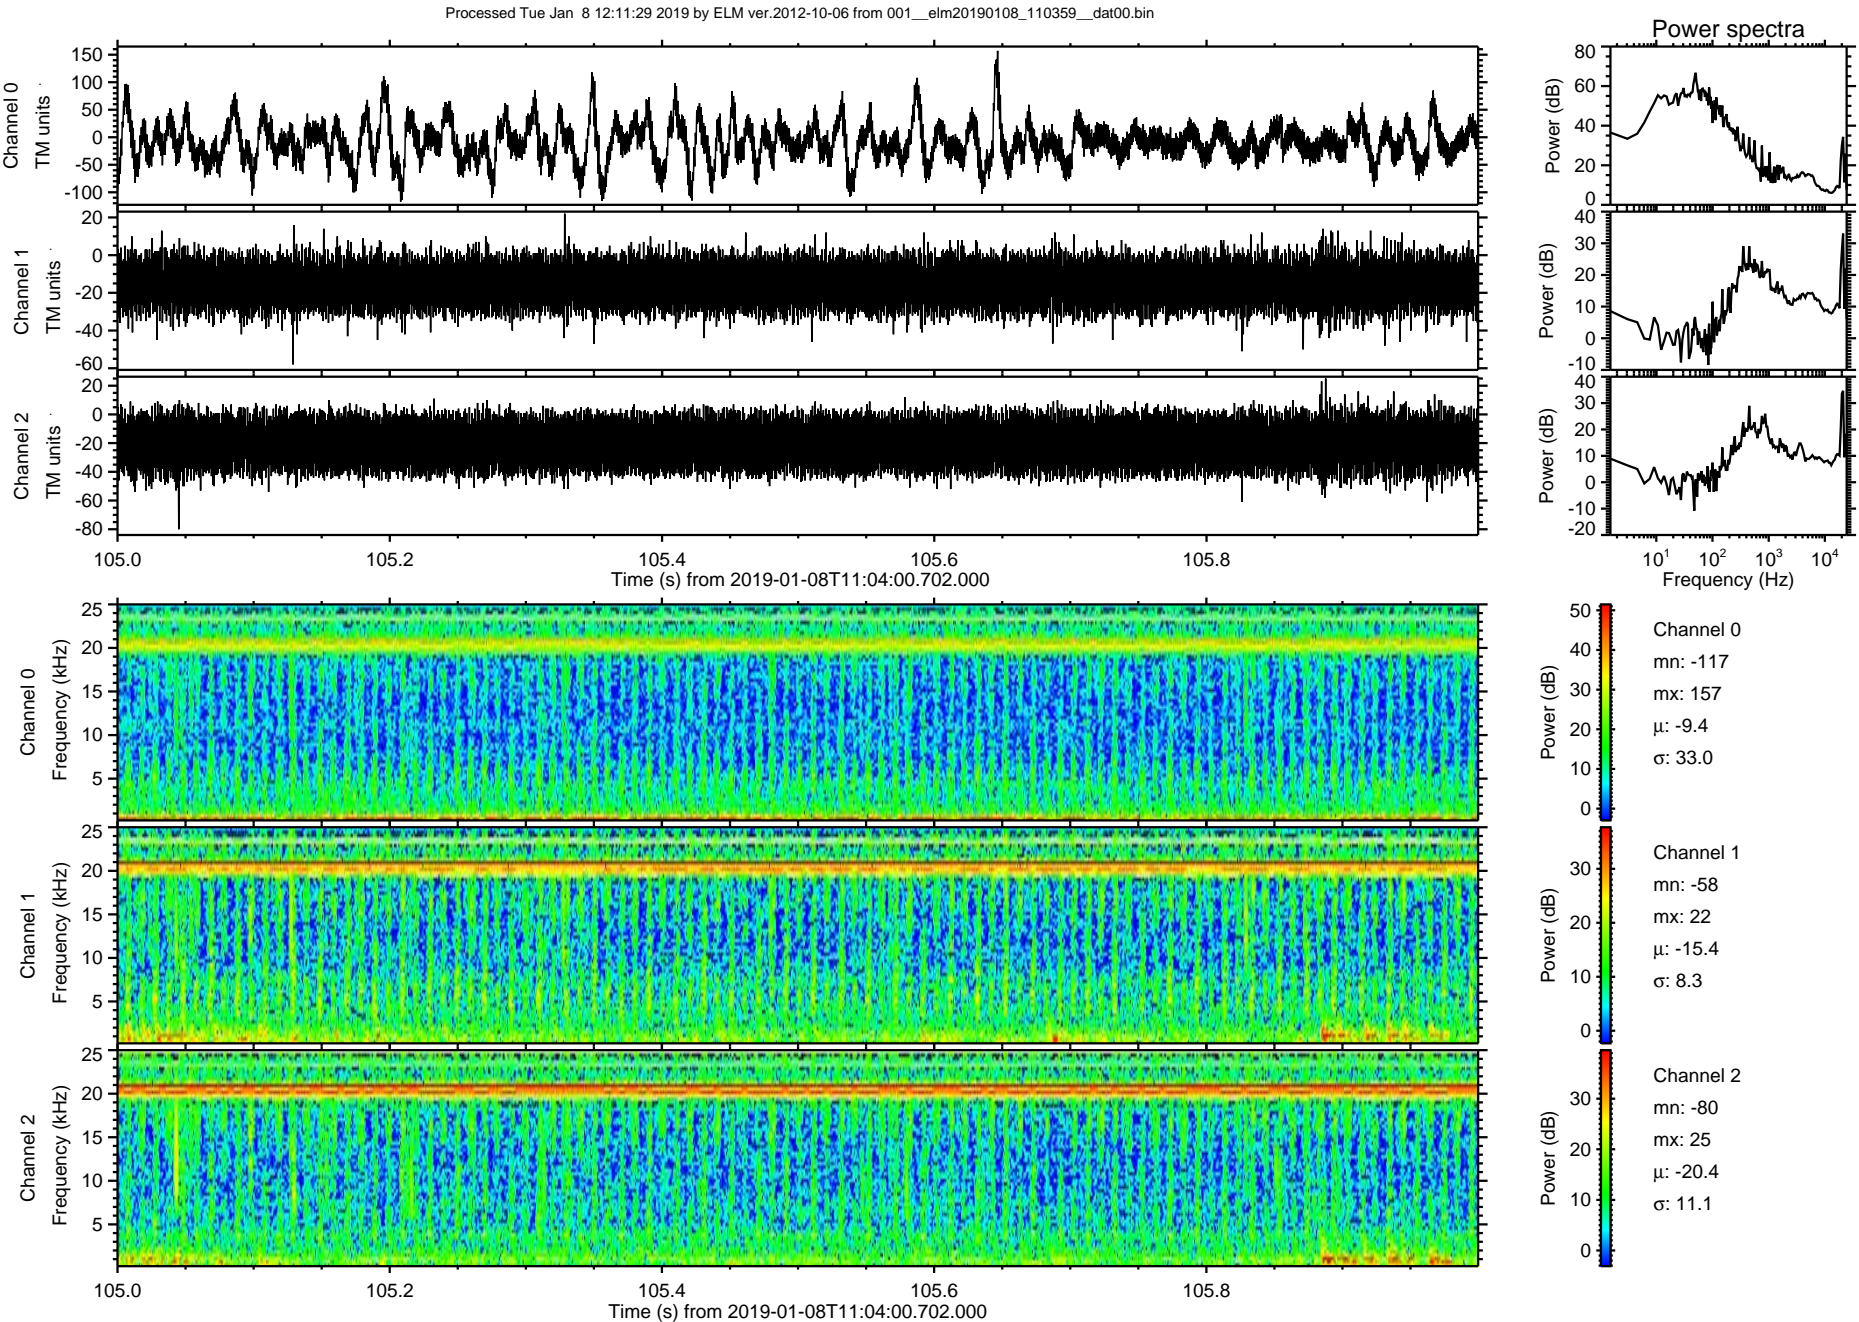 Processed Tue Jan 8 12:11:29 2019 by ELM ver.2012-10-06 from 001__elm20190108_110359__dat00.bin
Power spectra
Channel 0
TM units
150
100
50
0
-50
-100
Power (dB)
80
60
40
20
0
Channel 1
TM units
20
0
-20
-40
-60
Power (dB)
40
30
20
10
0
-10
Channel 2
TM units
20
0
-20
-40
-60
-80
Power (dB)
40
30
20
10
0
-10
-20
105.0 105.2 105.4 105.6 105.8
Time (s) from 2019-01-08T11:04:00.702.000
10¹ 10² 10³ 10⁴
Frequency (Hz)
Channel 0
Frequency (kHz)
25
20
15
10
5
Power (dB)
50
40
30
20
10
0
Channel 0
mn: -117
mx: 157
μ: -9.4
σ: 33.0
Channel 1
Frequency (kHz)
25
20
15
10
5
Power (dB)
30
20
10
0
Channel 1
mn: -58
mx: 22
μ: -15.4
σ: 8.3
Channel 2
Frequency (kHz)
25
20
15
10
5
Power (dB)
30
20
10
0
Channel 2
mn: -80
mx: 25
μ: -20.4
σ: 11.1
105.0 105.2 105.4 105.6 105.8
Time (s) from 2019-01-08T11:04:00.702.000